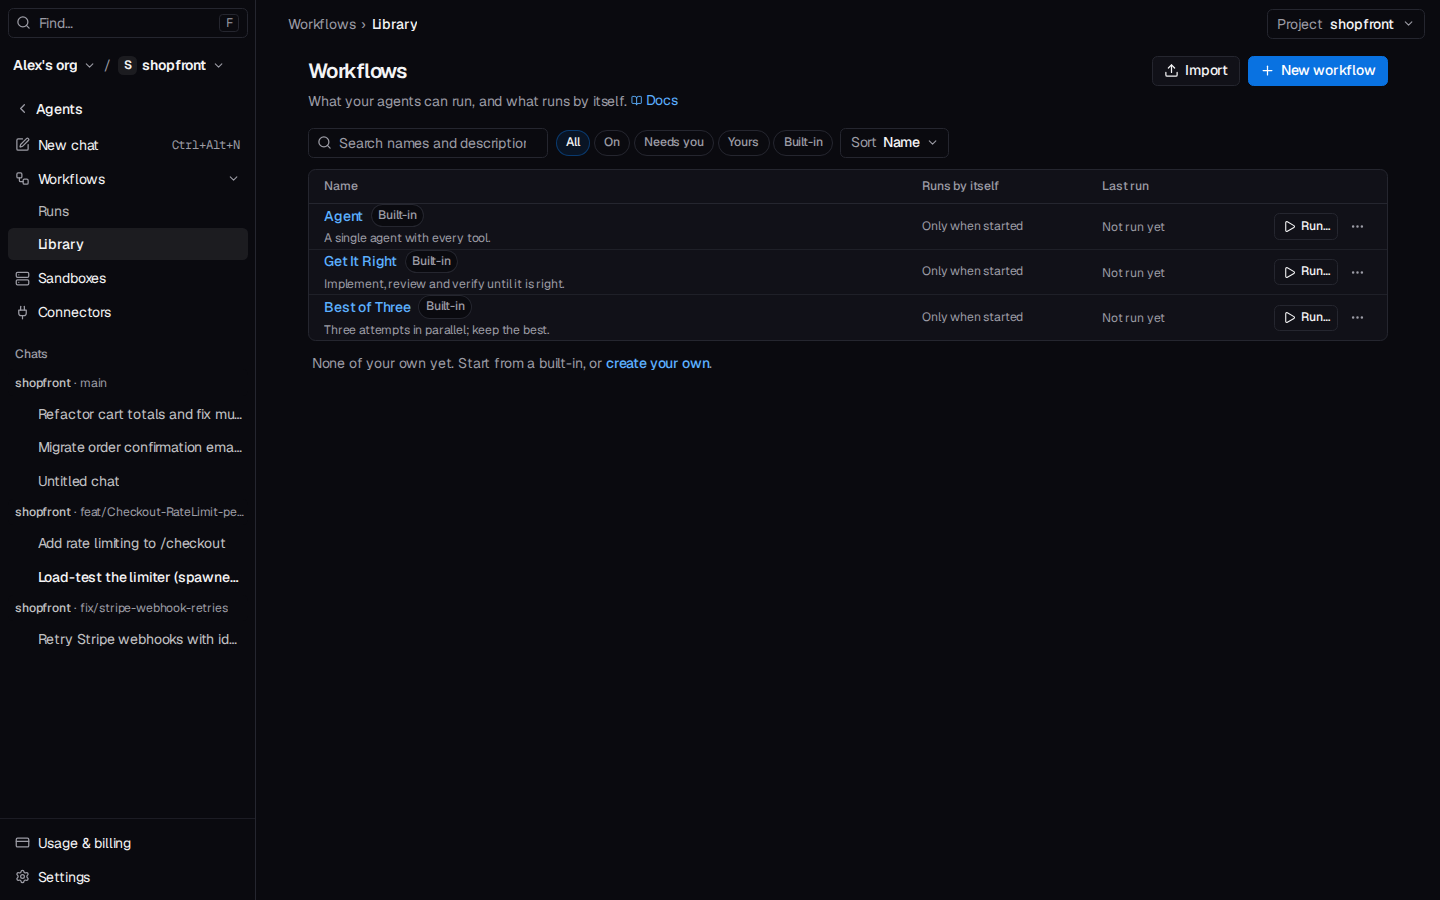 Find...
F
Workflows › Library
Project shopfront
Alex's org / S shopfront
Agents
New chat Ctrl+Alt+N
Workflows
Runs
Library
Sandboxes
Connectors
Chats
shopfront · main
Refactor cart totals and fix mu...
Migrate order confirmation ema...
Untitled chat
shopfront · feat/Checkout-RateLimit-pe...
Add rate limiting to /checkout
Load-test the limiter (spawne...
shopfront · fix/stripe-webhook-retries
Retry Stripe webhooks with id...
Usage & billing
Settings
Workflows
Import
New workflow
What your agents can run, and what runs by itself. Docs
Search names and description
All On Needs you Yours Built-in Sort Name
Name Runs by itself Last run
Agent Built-in
A single agent with every tool.
Only when started Not run yet Run...
Get It Right Built-in
Implement, review and verify until it is right.
Only when started Not run yet Run...
Best of Three Built-in
Three attempts in parallel; keep the best.
Only when started Not run yet Run...
None of your own yet. Start from a built-in, or create your own.